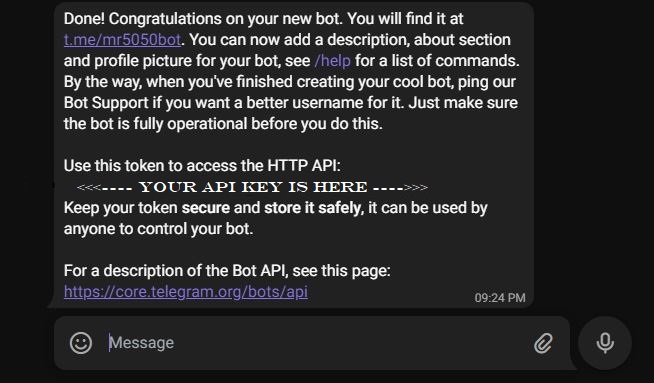 Done! Congratulations on your new bot. You will find it at
t.me/mr5050bot. You can now add a description, about section
and profile picture for your bot, see /help for a list of commands.
By the way, when you've finished creating your cool bot, ping our
Bot Support if you want a better username for it. Just make sure
the bot is fully operational before you do this.
Use this token to access the HTTP API:
<<<---- YOUR API KEY IS HERE ---->>>
Keep your token secure and store it safely, it can be used by
anyone to control your bot.
For a description of the Bot API, see this page:
https://core.telegram.org/bots/api
09:24 PM
Message